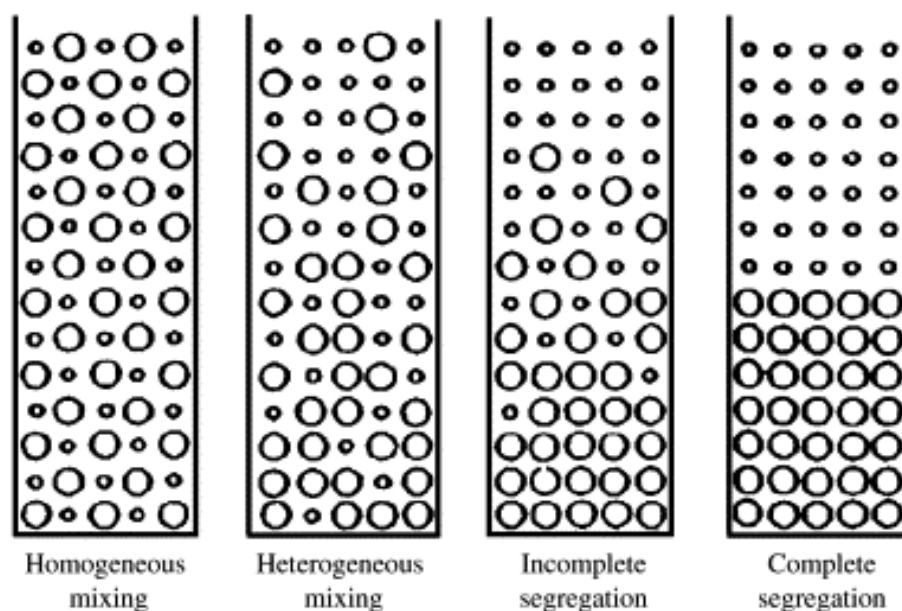 Homogeneous
mixing
Heterogeneous
mixing
Incomplete
segregation
Complete
segregation